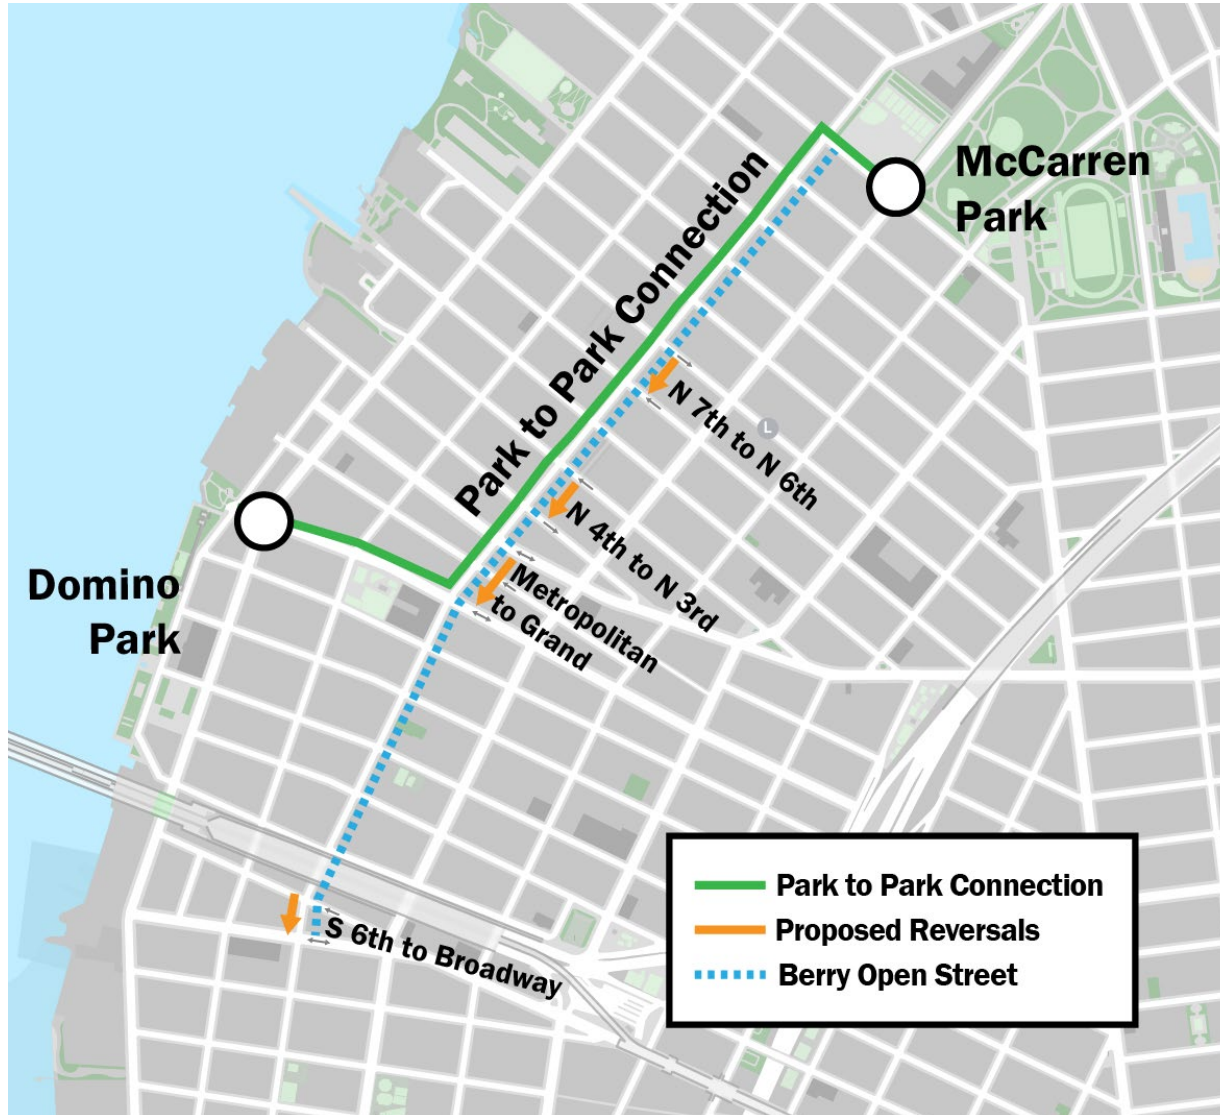 McCarren
Park
Park to Park Connection
N 7th to N 6th
L
N 4th to N 3rd
Metropolitan
to Grand
Domino
Park
S 6th to Broadway
Park to Park Connection
Proposed Reversals
Berry Open Street